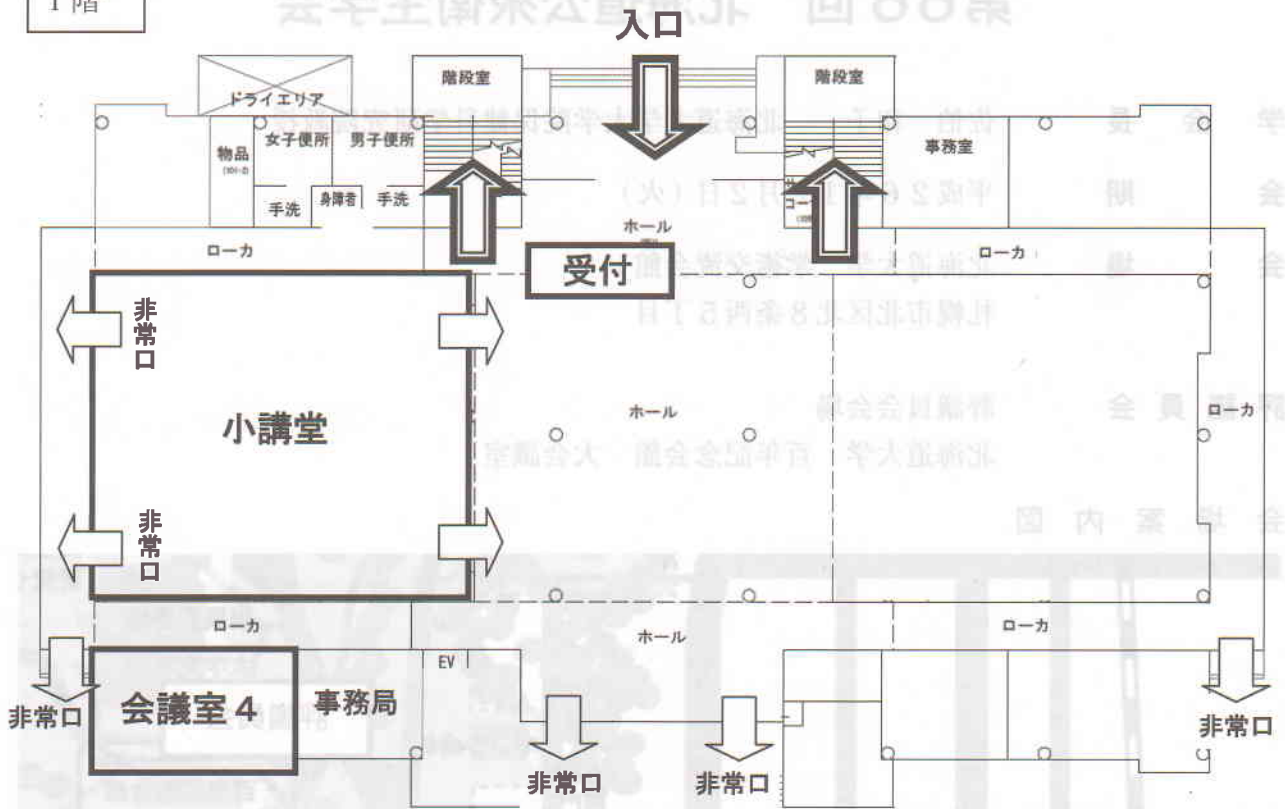 1階
入口
階段室
階段室
ドライエリア
物品
女子便所
男子便所
事務室
手洗
身障者
手洗
ローカ
ホール
ローカ
受付
非常口
小講堂
ホール
ローカ
非常口
ローカ
ホール
ローカ
EV
会議室4
事務局
非常口
非常口
非常口
非常口